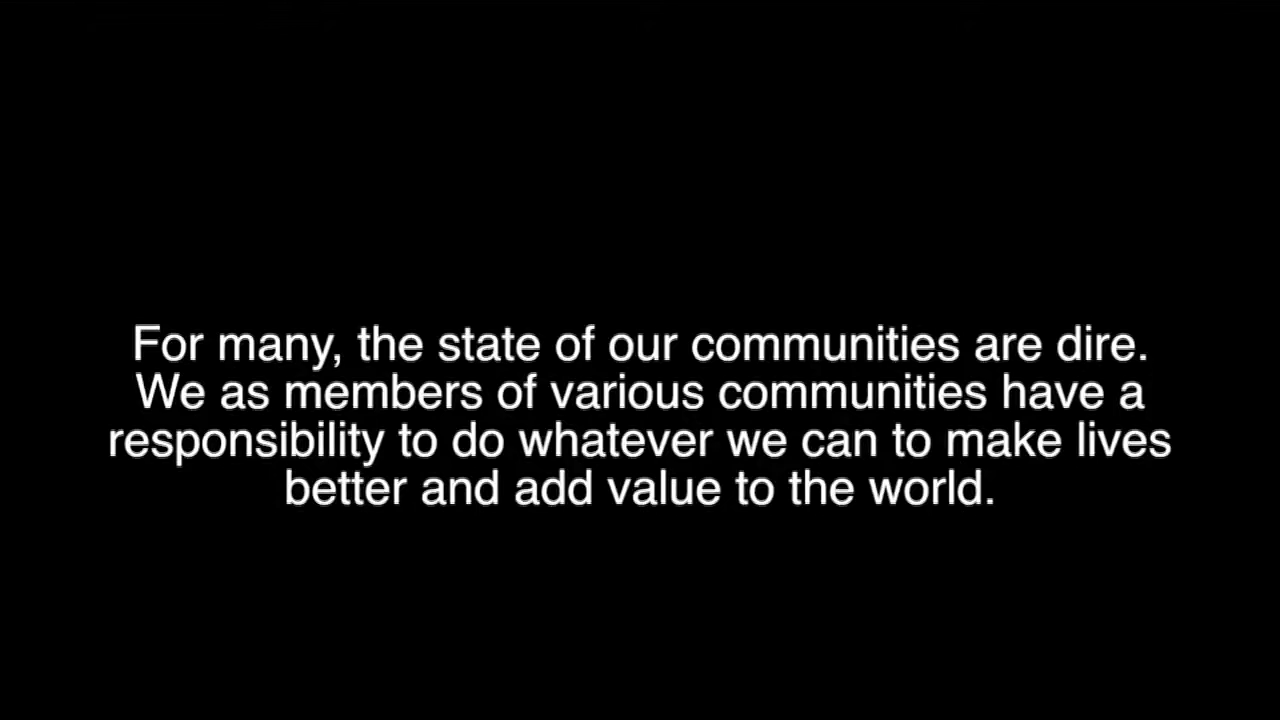 For many, the state of our communities are dire.
We as members of various communities have a
responsibility to do whatever we can to make lives
better and add value to the world.